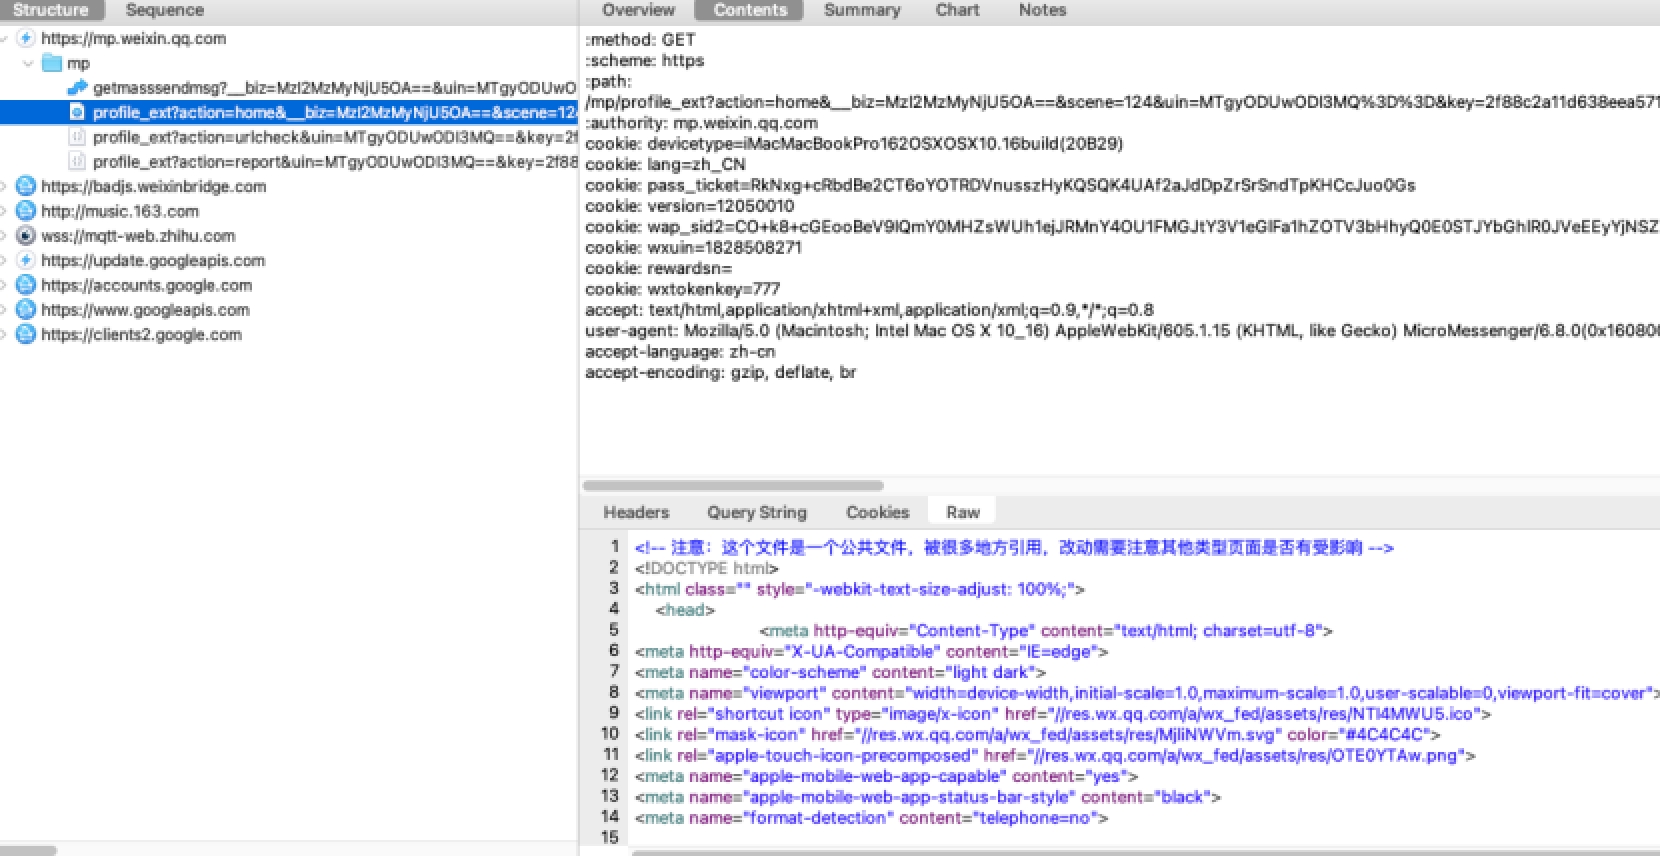 Structure Sequence
https://mp.weixin.qq.com
mp
getmasssendmsg?__biz=MzI2MzMyNjU5OA==&uin=MTgyODUwO
profile_ext?action=home&__biz=MzI2MzMyNjU5OA==&scene=124
profile_ext?action=urlcheck&uin=MTgyODUwODI3MQ==&key=2f
profile_ext?action=report&uin=MTgyODUwODI3MQ==&key=2f88
https://badjs.weixinbridge.com
http://music.163.com
wss://mqtt-web.zhihu.com
https://update.googleapis.com
https://accounts.google.com
https://www.googleapis.com
https://clients2.google.com
Overview Contents Summary Chart Notes
:method: GET
:scheme: https
:path:
/mp/profile_ext?action=home&__biz=MzI2MzMyNjU5OA==&scene=124&uin=MTgyODUwODI3MQ%3D%3D&key=2f88c2a11d638eea571
:authority: mp.weixin.qq.com
cookie: devicetype=iMacMacBookPro162OSXOSX10.16build(20B29)
cookie: lang=zh_CN
cookie: pass_ticket=RkNxg+cRbdBe2CT6oYOTRDVnusszHyKQSQK4UAf2aJdDpZrSrSndTpKHCcJuo0Gs
cookie: version=12050010
cookie: wap_sid2=CO+k8+cGEooBeV9IQmY0MHZsWUh1ejJRMnY4OU1FMGJtY3V1eGlFa1hZOTV3bHhyQ0E0STJYbGhlR0JVeEEyYjNSZ
cookie: wxuin=1828508271
cookie: rewardsn=
cookie: wxtokenkey=777
accept: text/html,application/xhtml+xml,application/xml;q=0.9,*/*;q=0.8
user-agent: Mozilla/5.0 (Macintosh; Intel Mac OS X 10_16) AppleWebKit/605.1.15 (KHTML, like Gecko) MicroMessenger/6.8.0(0x160800
accept-language: zh-cn
accept-encoding: gzip, deflate, br
Headers Query String Cookies Raw
1 <!-- 注意：这个文件是一个公共文件，被很多地方引用，改动需要注意其他类型页面是否有受影响 -->
2 <!DOCTYPE html>
3 <html class="" style="-webkit-text-size-adjust: 100%;">
4 <head>
5 <meta http-equiv="Content-Type" content="text/html; charset=utf-8">
6 <meta http-equiv="X-UA-Compatible" content="IE=edge">
7 <meta name="color-scheme" content="light dark">
8 <meta name="viewport" content="width=device-width,initial-scale=1.0,maximum-scale=1.0,user-scalable=0,viewport-fit=cover">
9 <link rel="shortcut icon" type="image/x-icon" href="//res.wx.qq.com/a/wx_fed/assets/res/NTI4MWU5.ico">
10 <link rel="mask-icon" href="//res.wx.qq.com/a/wx_fed/assets/res/MjliNWVm.svg" color="#4C4C4C">
11 <link rel="apple-touch-icon-precomposed" href="//res.wx.qq.com/a/wx_fed/assets/res/OTE0YTAw.png">
12 <meta name="apple-mobile-web-app-capable" content="yes">
13 <meta name="apple-mobile-web-app-status-bar-style" content="black">
14 <meta name="format-detection" content="telephone=no">
15